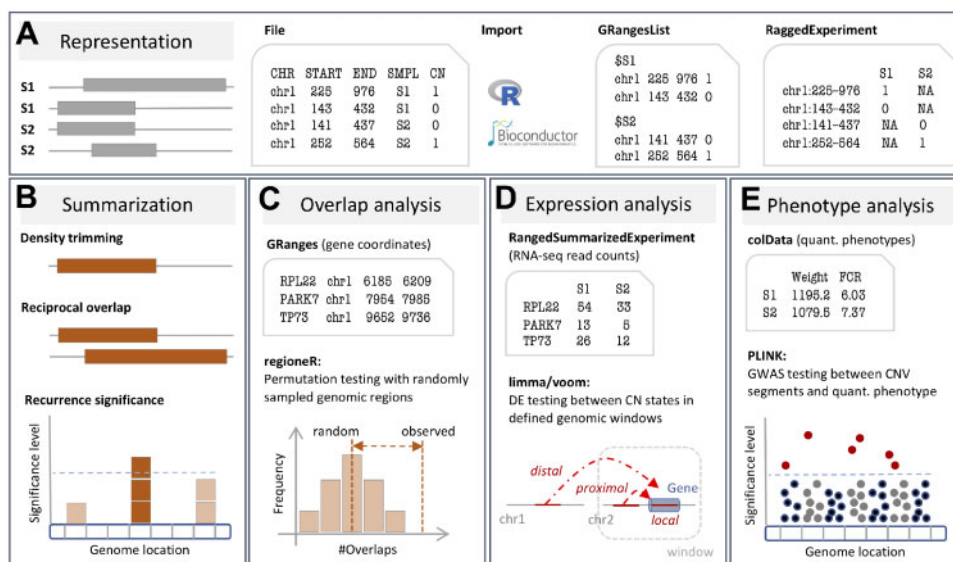 A Representation
S1
S1
S2
S2
File
CHR START END SMPL CN
chr1 225 976 S1 1
chr1 143 432 S1 0
chr1 141 437 S2 0
chr1 252 564 S2 1
Import
R
Bioconductor
GRangesList
$S1
chr1 225 976 1
chr1 143 432 0
$S2
chr1 141 437 0
chr1 252 564 1
RaggedExperiment
S1 S2
chr1:225-976 1 NA
chr1:143-432 0 NA
chr1:141-437 NA 0
chr1:252-564 NA 1
B Summarization
Density trimming
Reciprocal overlap
Recurrence significance
Significance level
Genome location
C Overlap analysis
GRanges (gene coordinates)
RPL22 chr1 6185 6209
PARK7 chr1 7954 7985
TP73 chr1 9652 9736
regioneR:
Permutation testing with randomly
sampled genomic regions
random observed
Frequency
#Overlaps
D Expression analysis
RangedSummarizedExperiment
(RNA-seq read counts)
S1 S2
RPL22 54 33
PARK7 13 5
TP73 26 12
limma/voom:
DE testing between CN states in
defined genomic windows
distal
proximal
Gene
chr1
chr2
local
window
E Phenotype analysis
colData (quant. phenotypes)
Weight FCR
S1 1195.2 6.03
S2 1079.5 7.37
PLINK:
GWAS testing between CNV
segments and quant. phenotype
Significance level
Genome location